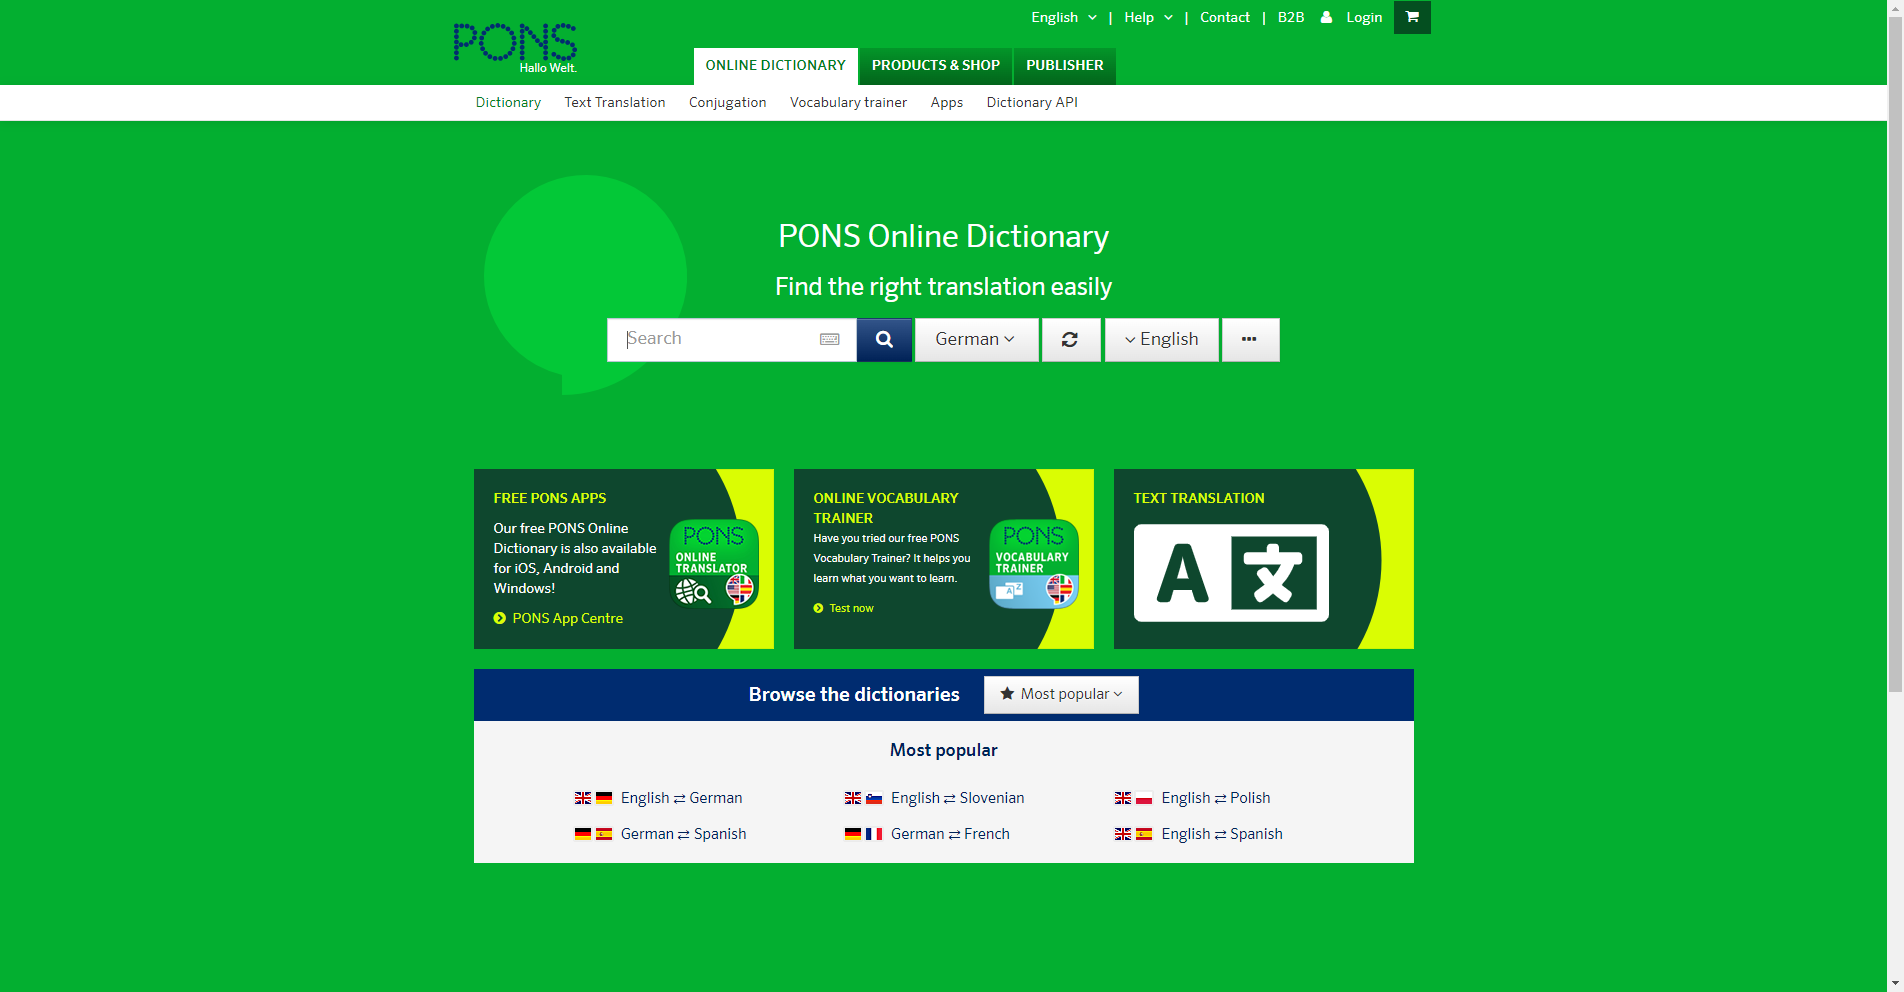 English | Help | Contact | B2B Login
PONS
Hallo Welt.
ONLINE DICTIONARY PRODUCTS & SHOP PUBLISHER
Dictionary Text Translation Conjugation Vocabulary trainer Apps Dictionary API
PONS Online Dictionary
Find the right translation easily
Search German English •••
FREE PONS APPS
Our free PONS Online
Dictionary is also available
for iOS, Android and
Windows!
PONS App Centre
PONS
ONLINE
TRANSLATOR
ONLINE VOCABULARY
TRAINER
Have you tried our free PONS
Vocabulary Trainer? It helps you
learn what you want to learn.
Test now
PONS
VOCABULARY
TRAINER
A Z
TEXT TRANSLATION
A 文
Browse the dictionaries Most popular
Most popular
English ⇄ German English ⇄ Slovenian English ⇄ Polish
German ⇄ Spanish German ⇄ French English ⇄ Spanish